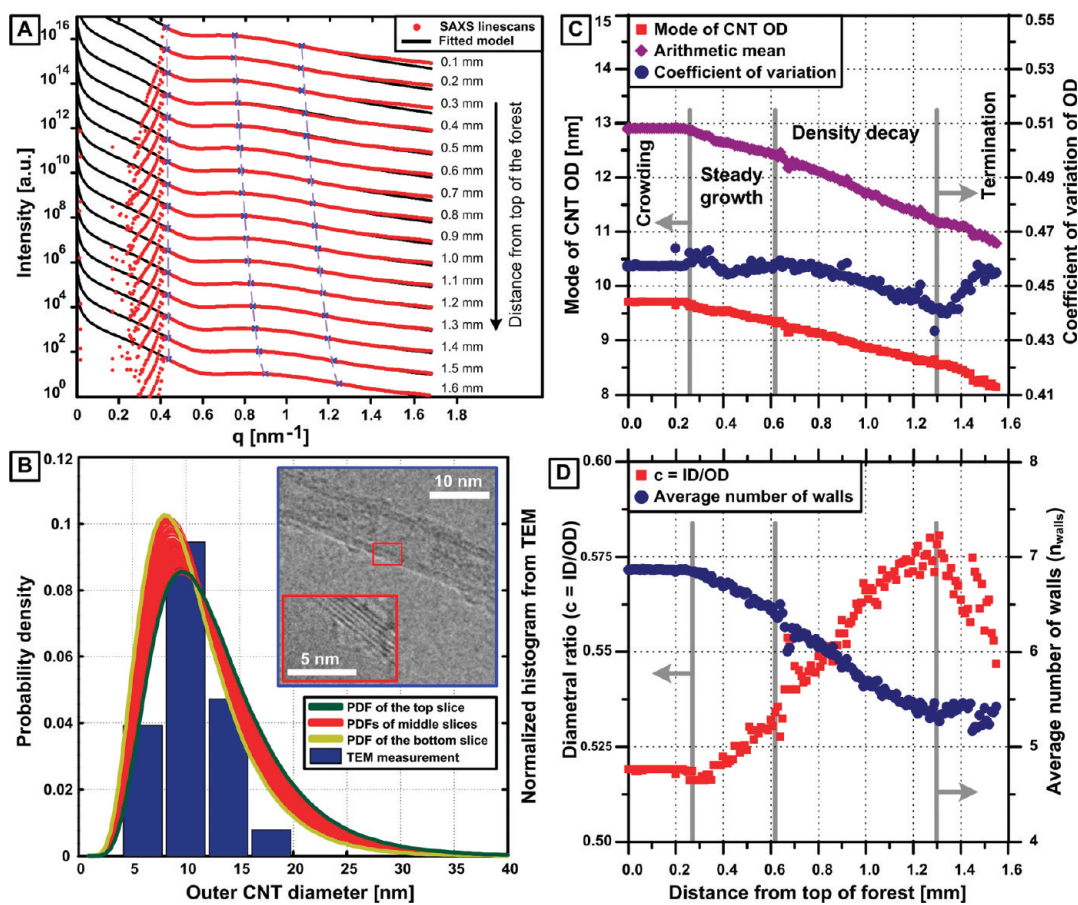 A
SAXS linescans
Fitted model
Intensity [a.u.]
10^16
10^14
10^12
10^10
10^8
10^6
10^4
10^2
10^0
0.1 mm
0.2 mm
0.3 mm
0.4 mm
0.5 mm
0.6 mm
0.7 mm
0.8 mm
0.9 mm
1.0 mm
1.1 mm
1.2 mm
1.3 mm
1.4 mm
1.5 mm
1.6 mm
Distance from top of the forest
0.0 0.2 0.4 0.6 0.8 1.0 1.2 1.4 1.6 1.8
q [nm⁻¹]
B
Probability density
0.12
0.1
0.08
0.06
0.04
0.02
0
10 nm
5 nm
PDF of the top slice
PDFs of middle slices
PDF of the bottom slice
TEM measurement
Normalized histogram from TEM
0 5 10 15 20 25 30 35 40
Outer CNT diameter [nm]
C
Mode of CNT OD
Arithmetic mean
Coefficient of variation
Mode of CNT OD [nm]
15
14
13
12
11
10
9
8
Crowding
Steady
growth
Density decay
Termination
0.55
0.53
0.51
0.49
0.47
0.45
0.43
0.41
Coefficient of variation of OD
0.0 0.2 0.4 0.6 0.8 1.0 1.2 1.4 1.6
D
c = ID/OD
Average number of walls
Diametral ratio (c = ID/OD)
0.60
0.575
0.55
0.525
0.50
8
7
6
5
4
Average number of walls (n_walls)
0.0 0.2 0.4 0.6 0.8 1.0 1.2 1.4 1.6
Distance from top of forest [mm]